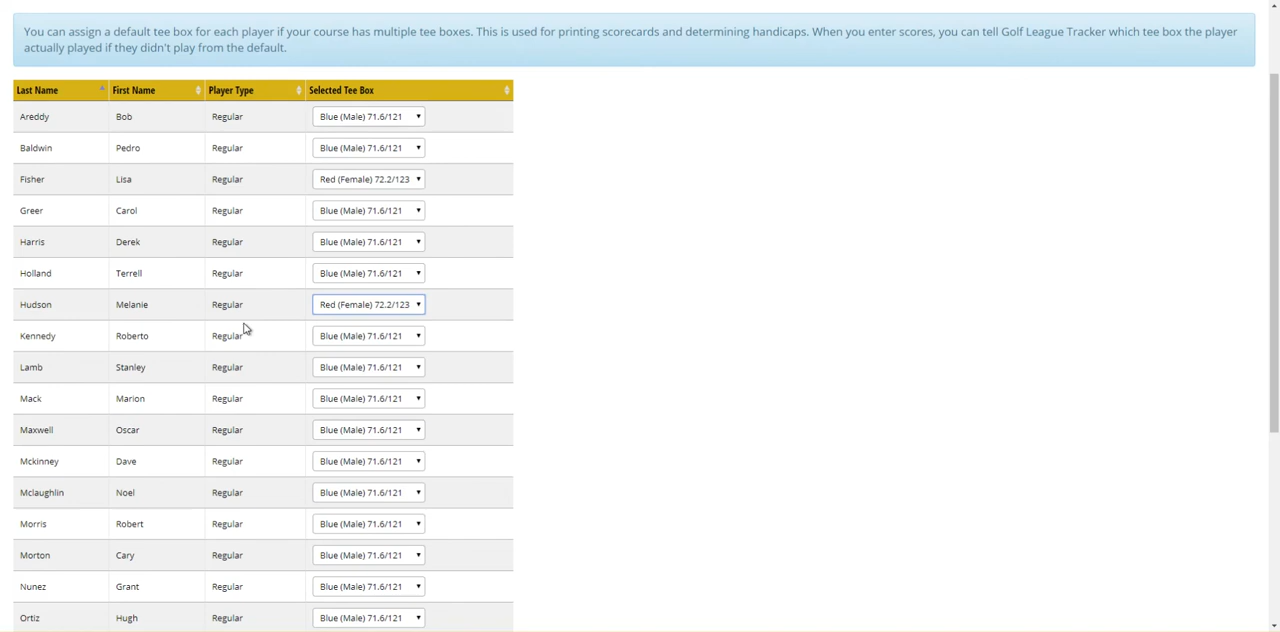 You can assign a default tee box for each player if your course has multiple tee boxes. This is used for printing scorecards and determining handicaps. When you enter scores, you can tell Golf League Tracker which tee box the player
actually played if they didn't play from the default.
Last Name First Name Player Type Selected Tee Box
Areddy Bob Regular Blue (Male) 71.6/121
Baldwin Pedro Regular Blue (Male) 71.6/121
Fisher Lisa Regular Red (Female) 72.2/123
Greer Carol Regular Blue (Male) 71.6/121
Harris Derek Regular Blue (Male) 71.6/121
Holland Terrell Regular Blue (Male) 71.6/121
Hudson Melanie Regular Red (Female) 72.2/123
Kennedy Roberto Regular Blue (Male) 71.6/121
Lamb Stanley Regular Blue (Male) 71.6/121
Mack Marion Regular Blue (Male) 71.6/121
Maxwell Oscar Regular Blue (Male) 71.6/121
Mckinney Dave Regular Blue (Male) 71.6/121
Mclaughlin Noel Regular Blue (Male) 71.6/121
Morris Robert Regular Blue (Male) 71.6/121
Morton Cary Regular Blue (Male) 71.6/121
Nunez Grant Regular Blue (Male) 71.6/121
Ortiz Hugh Regular Blue (Male) 71.6/121